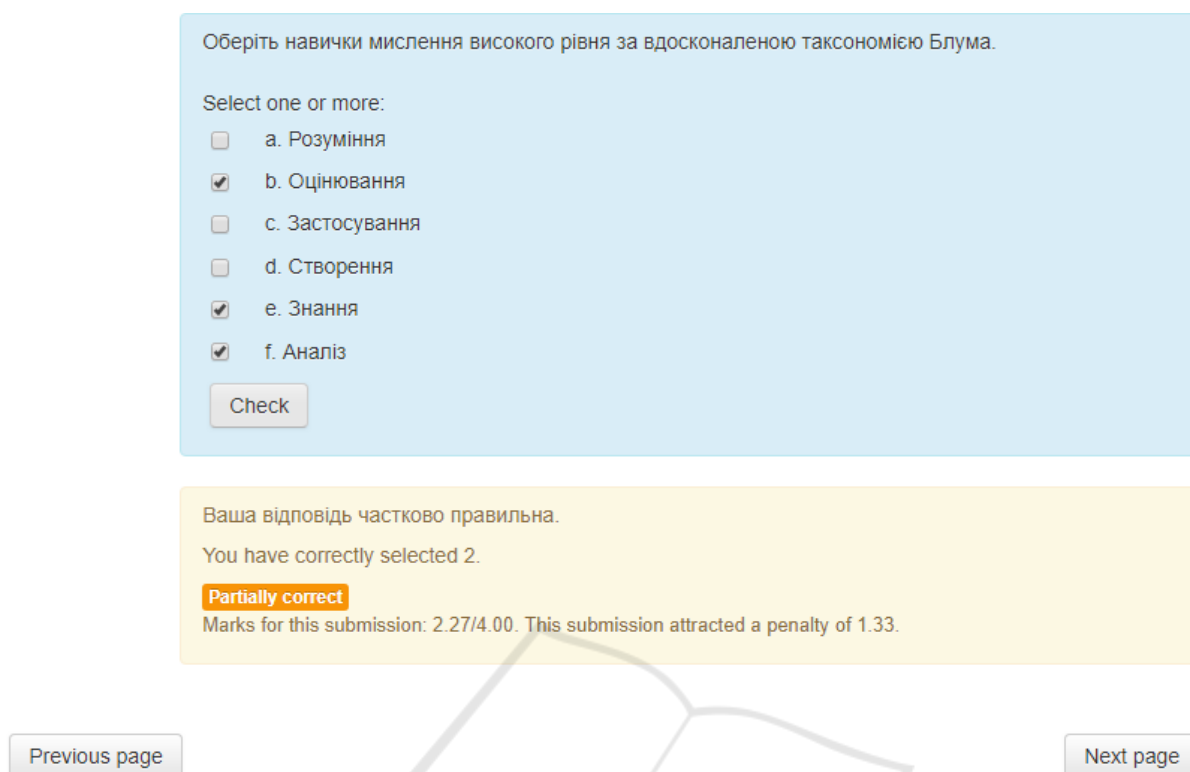 Оберіть навички мислення високого рівня за вдосконаленою таксономією Блума.
Select one or more:
a. Розуміння
b. Оцінювання
c. Застосування
d. Створення
e. Знання
f. Аналіз
Check
Ваша відповідь частково правильна.
You have correctly selected 2.
Partially correct
Marks for this submission: 2.27/4.00. This submission attracted a penalty of 1.33.
Previous page
Next page